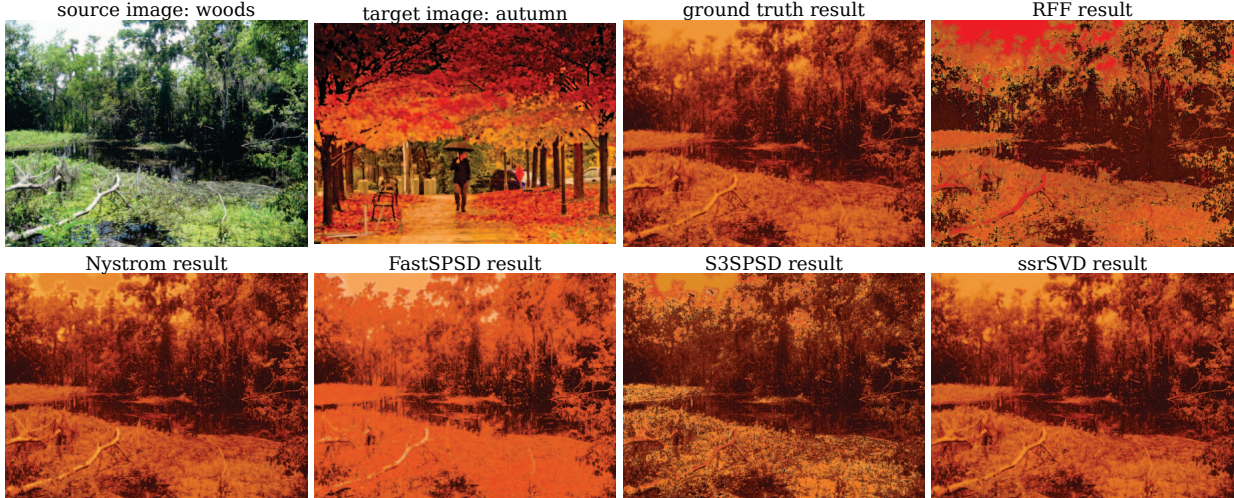 source image: woods
target image: autumn
ground truth result
RFF result
Nystrom result
FastSPSD result
S3SPSD result
ssrSVD result